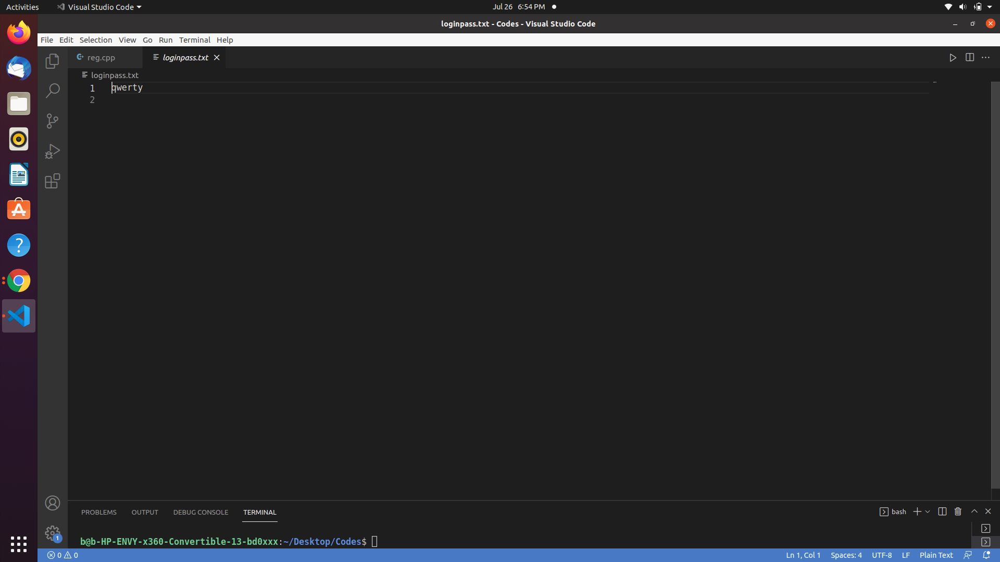 Activities
Visual Studio Code
Jul 26 6:54 PM
loginpass.txt - Codes - Visual Studio Code
File Edit Selection View Go Run Terminal Help
reg.cpp
loginpass.txt
loginpass.txt
1 qwerty
2
PROBLEMS OUTPUT DEBUG CONSOLE TERMINAL
bash
b@b-HP-ENVY-x360-Convertible-13-bd0xxx:~/Desktop/Codes$
1
0 0
Ln 1, Col 1 Spaces: 4 UTF-8 LF Plain Text